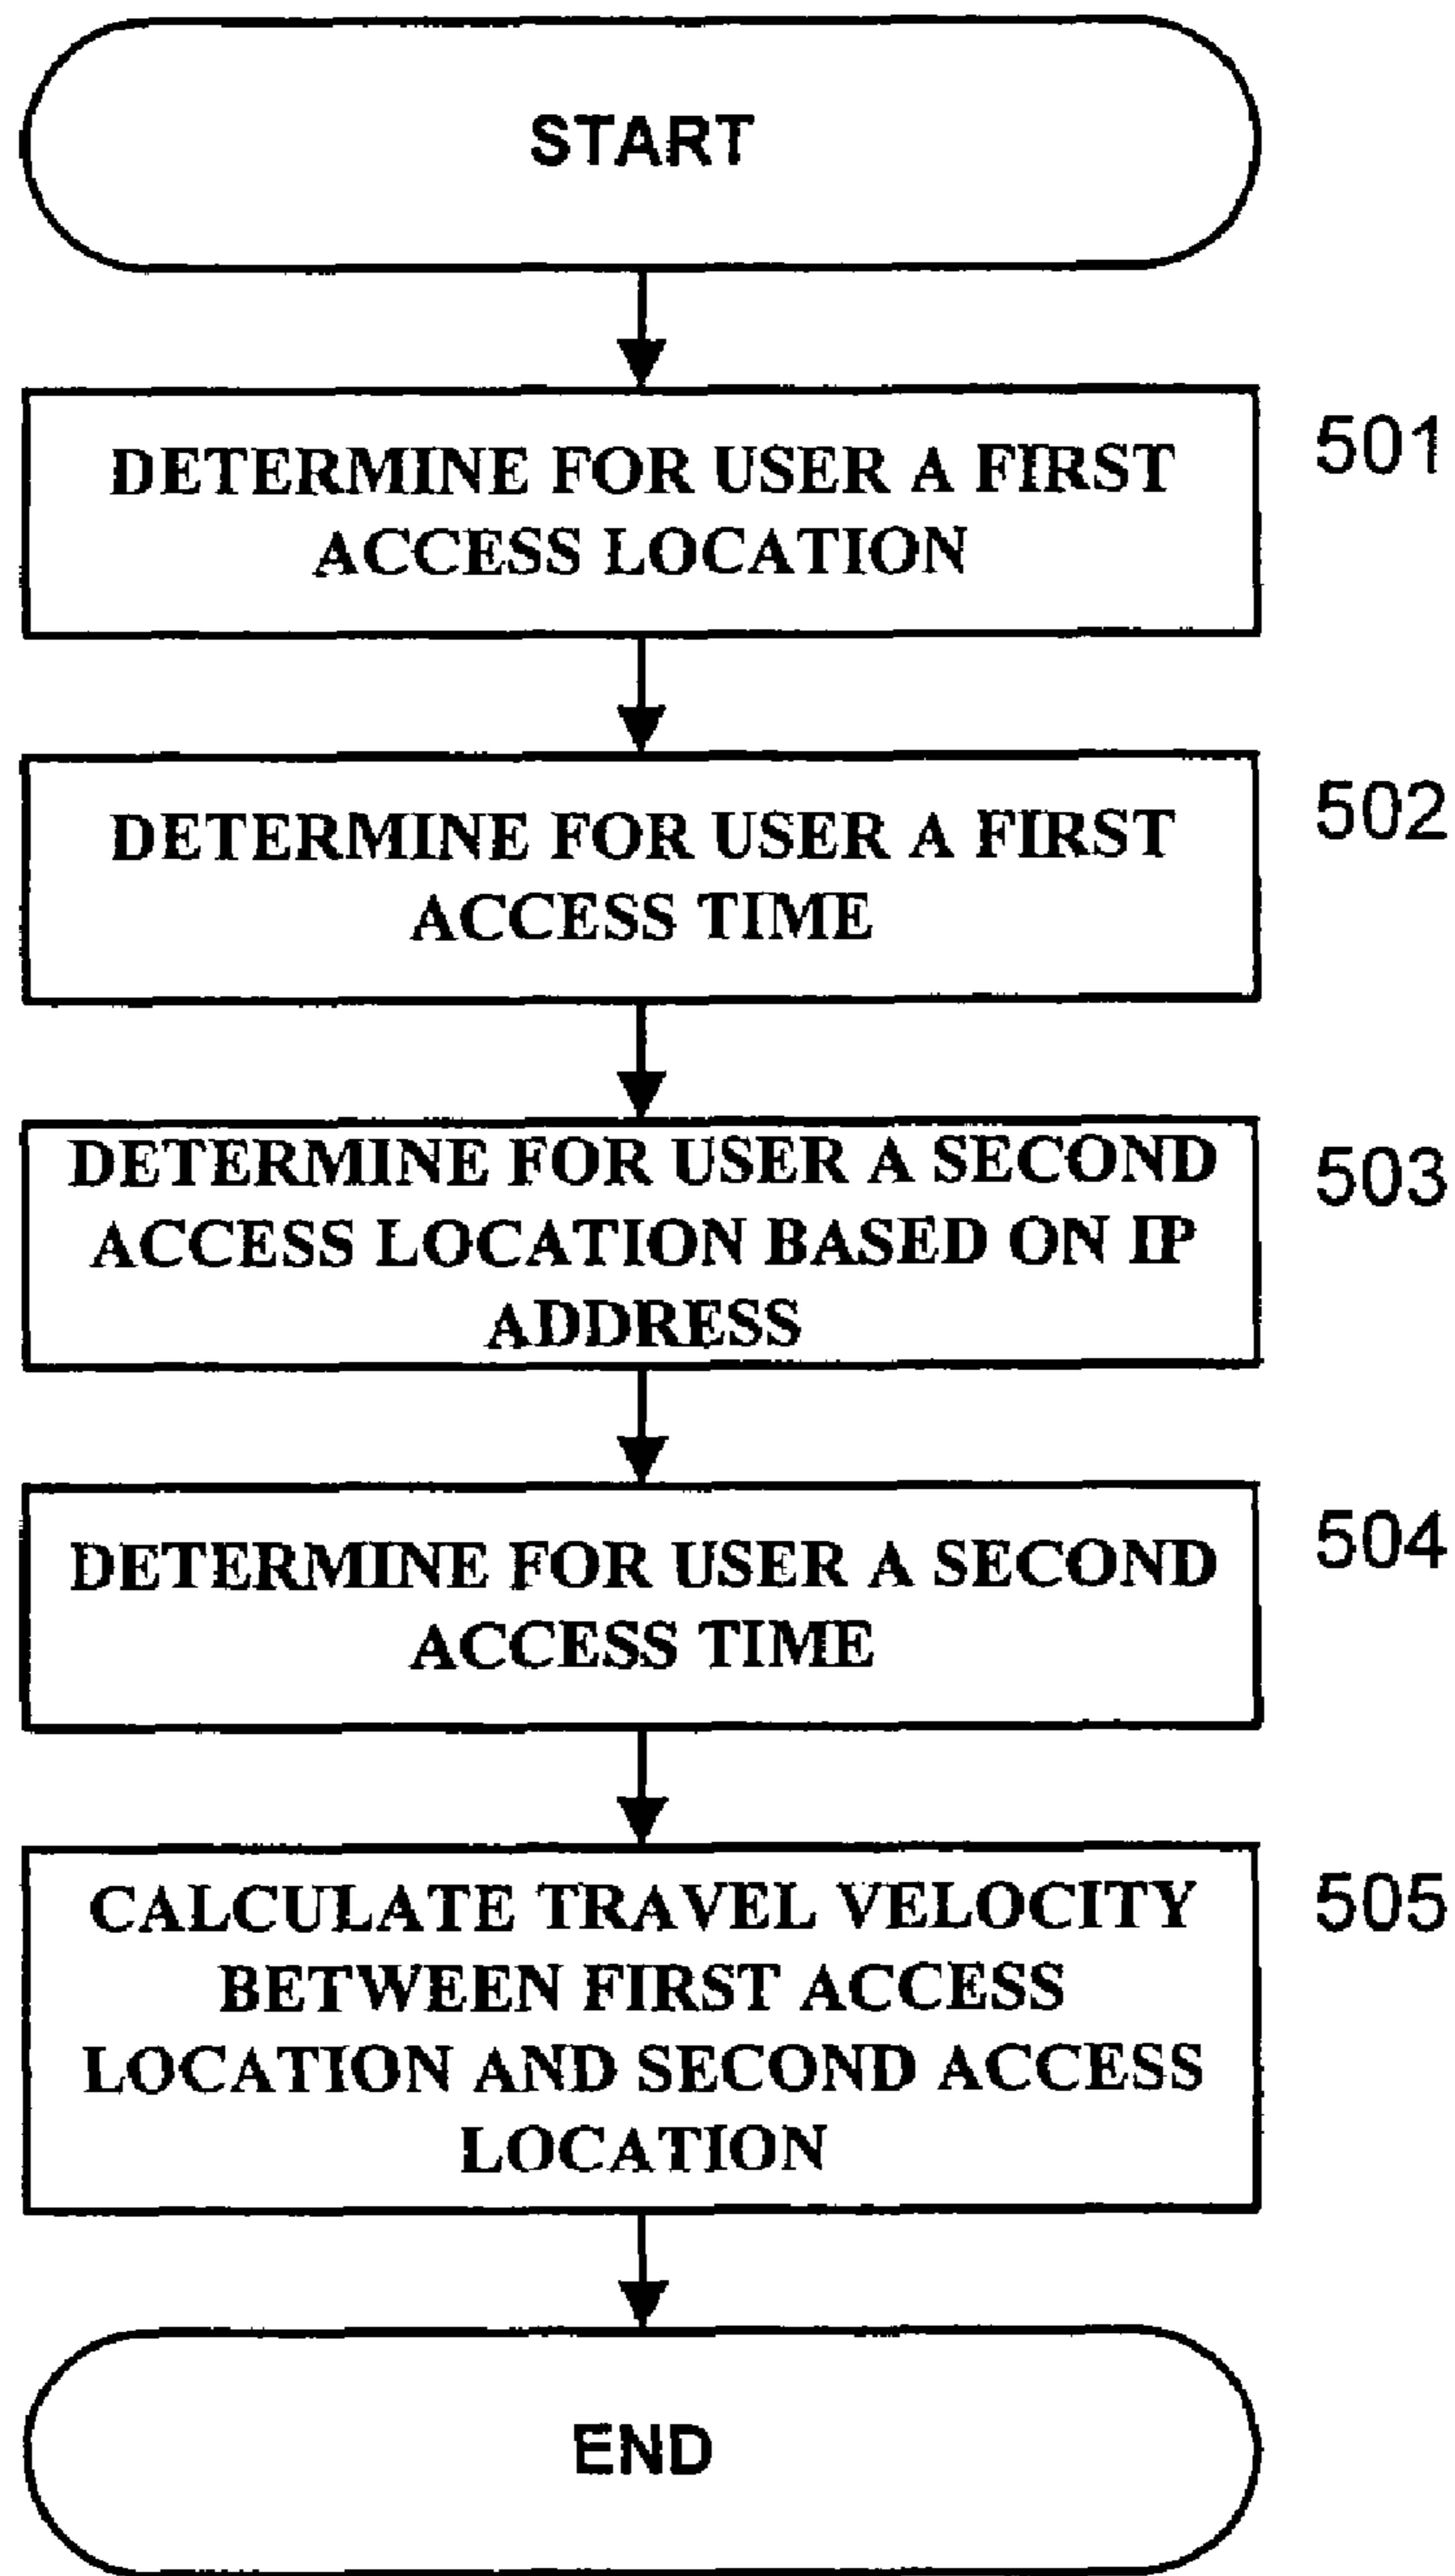 START
DETERMINE FOR USER A FIRST
ACCESS LOCATION
501
DETERMINE FOR USER A FIRST
ACCESS TIME
502
DETERMINE FOR USER A SECOND
ACCESS LOCATION BASED ON IP
ADDRESS
503
DETERMINE FOR USER A SECOND
ACCESS TIME
504
CALCULATE TRAVEL VELOCITY
BETWEEN FIRST ACCESS
LOCATION AND SECOND ACCESS
LOCATION
505
END